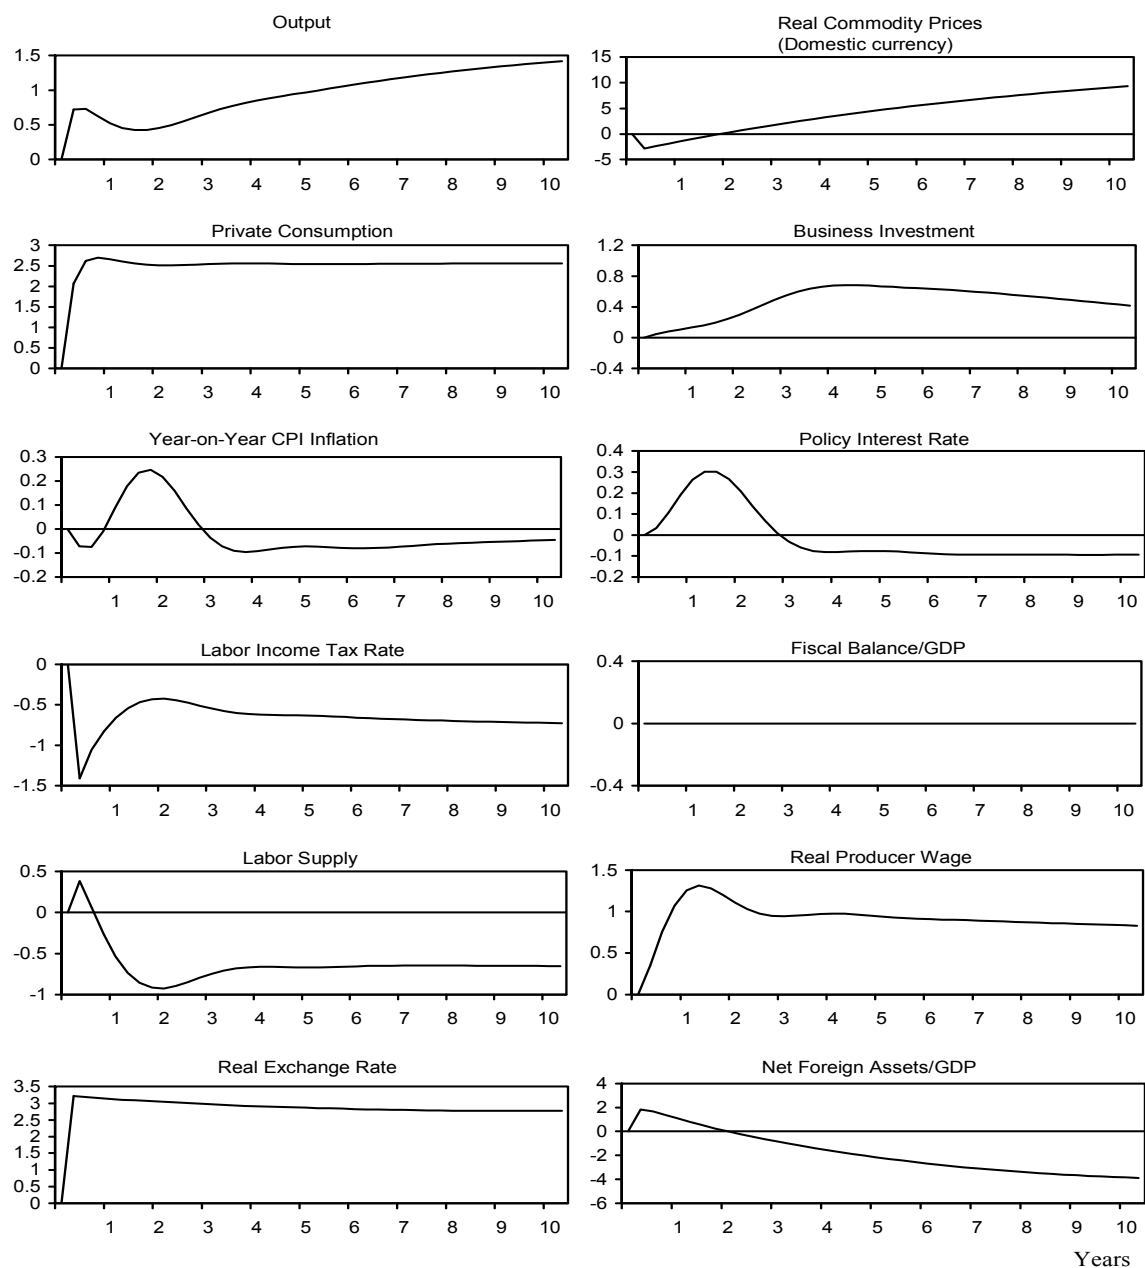 Output
1.5
1
0.5
0
1 2 3 4 5 6 7 8 9 10
Real Commodity Prices
(Domestic currency)
15
10
5
0
-5
1 2 3 4 5 6 7 8 9 10
Private Consumption
3
2.5
2
1.5
1
0.5
0
1 2 3 4 5 6 7 8 9 10
Business Investment
1.2
0.8
0.4
0
-0.4
1 2 3 4 5 6 7 8 9 10
Year-on-Year CPI Inflation
0.3
0.2
0.1
0
-0.1
-0.2
1 2 3 4 5 6 7 8 9 10
Policy Interest Rate
0.4
0.3
0.2
0.1
0
-0.1
-0.2
1 2 3 4 5 6 7 8 9 10
Labor Income Tax Rate
0
-0.5
-1
-1.5
1 2 3 4 5 6 7 8 9 10
Fiscal Balance/GDP
0.4
0
-0.4
1 2 3 4 5 6 7 8 9 10
Labor Supply
0.5
0
-0.5
-1
1 2 3 4 5 6 7 8 9 10
Real Producer Wage
1.5
1
0.5
0
1 2 3 4 5 6 7 8 9 10
Real Exchange Rate
3.5
3
2.5
2
1.5
1
0.5
0
1 2 3 4 5 6 7 8 9 10
Net Foreign Assets/GDP
4
2
0
-2
-4
-6
1 2 3 4 5 6 7 8 9 10
Years